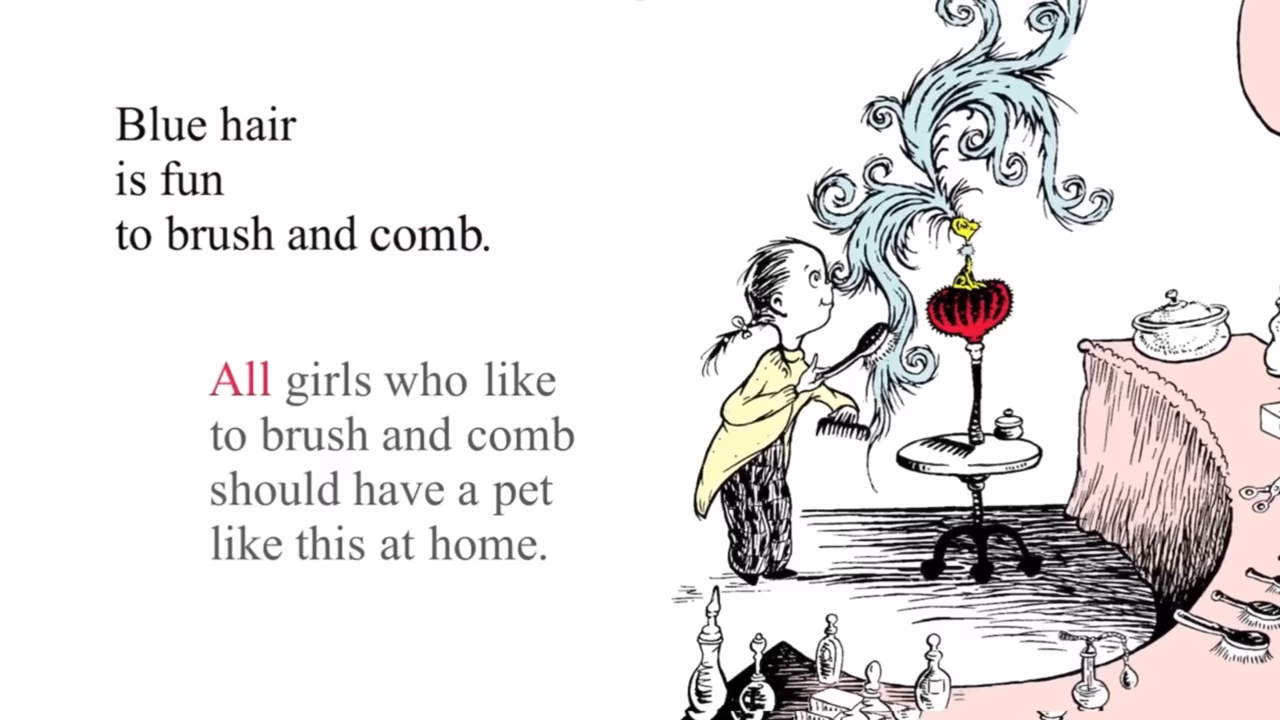 Blue hair
is fun
to brush and comb.
All girls who like
to brush and comb
should have a pet
like this at home.